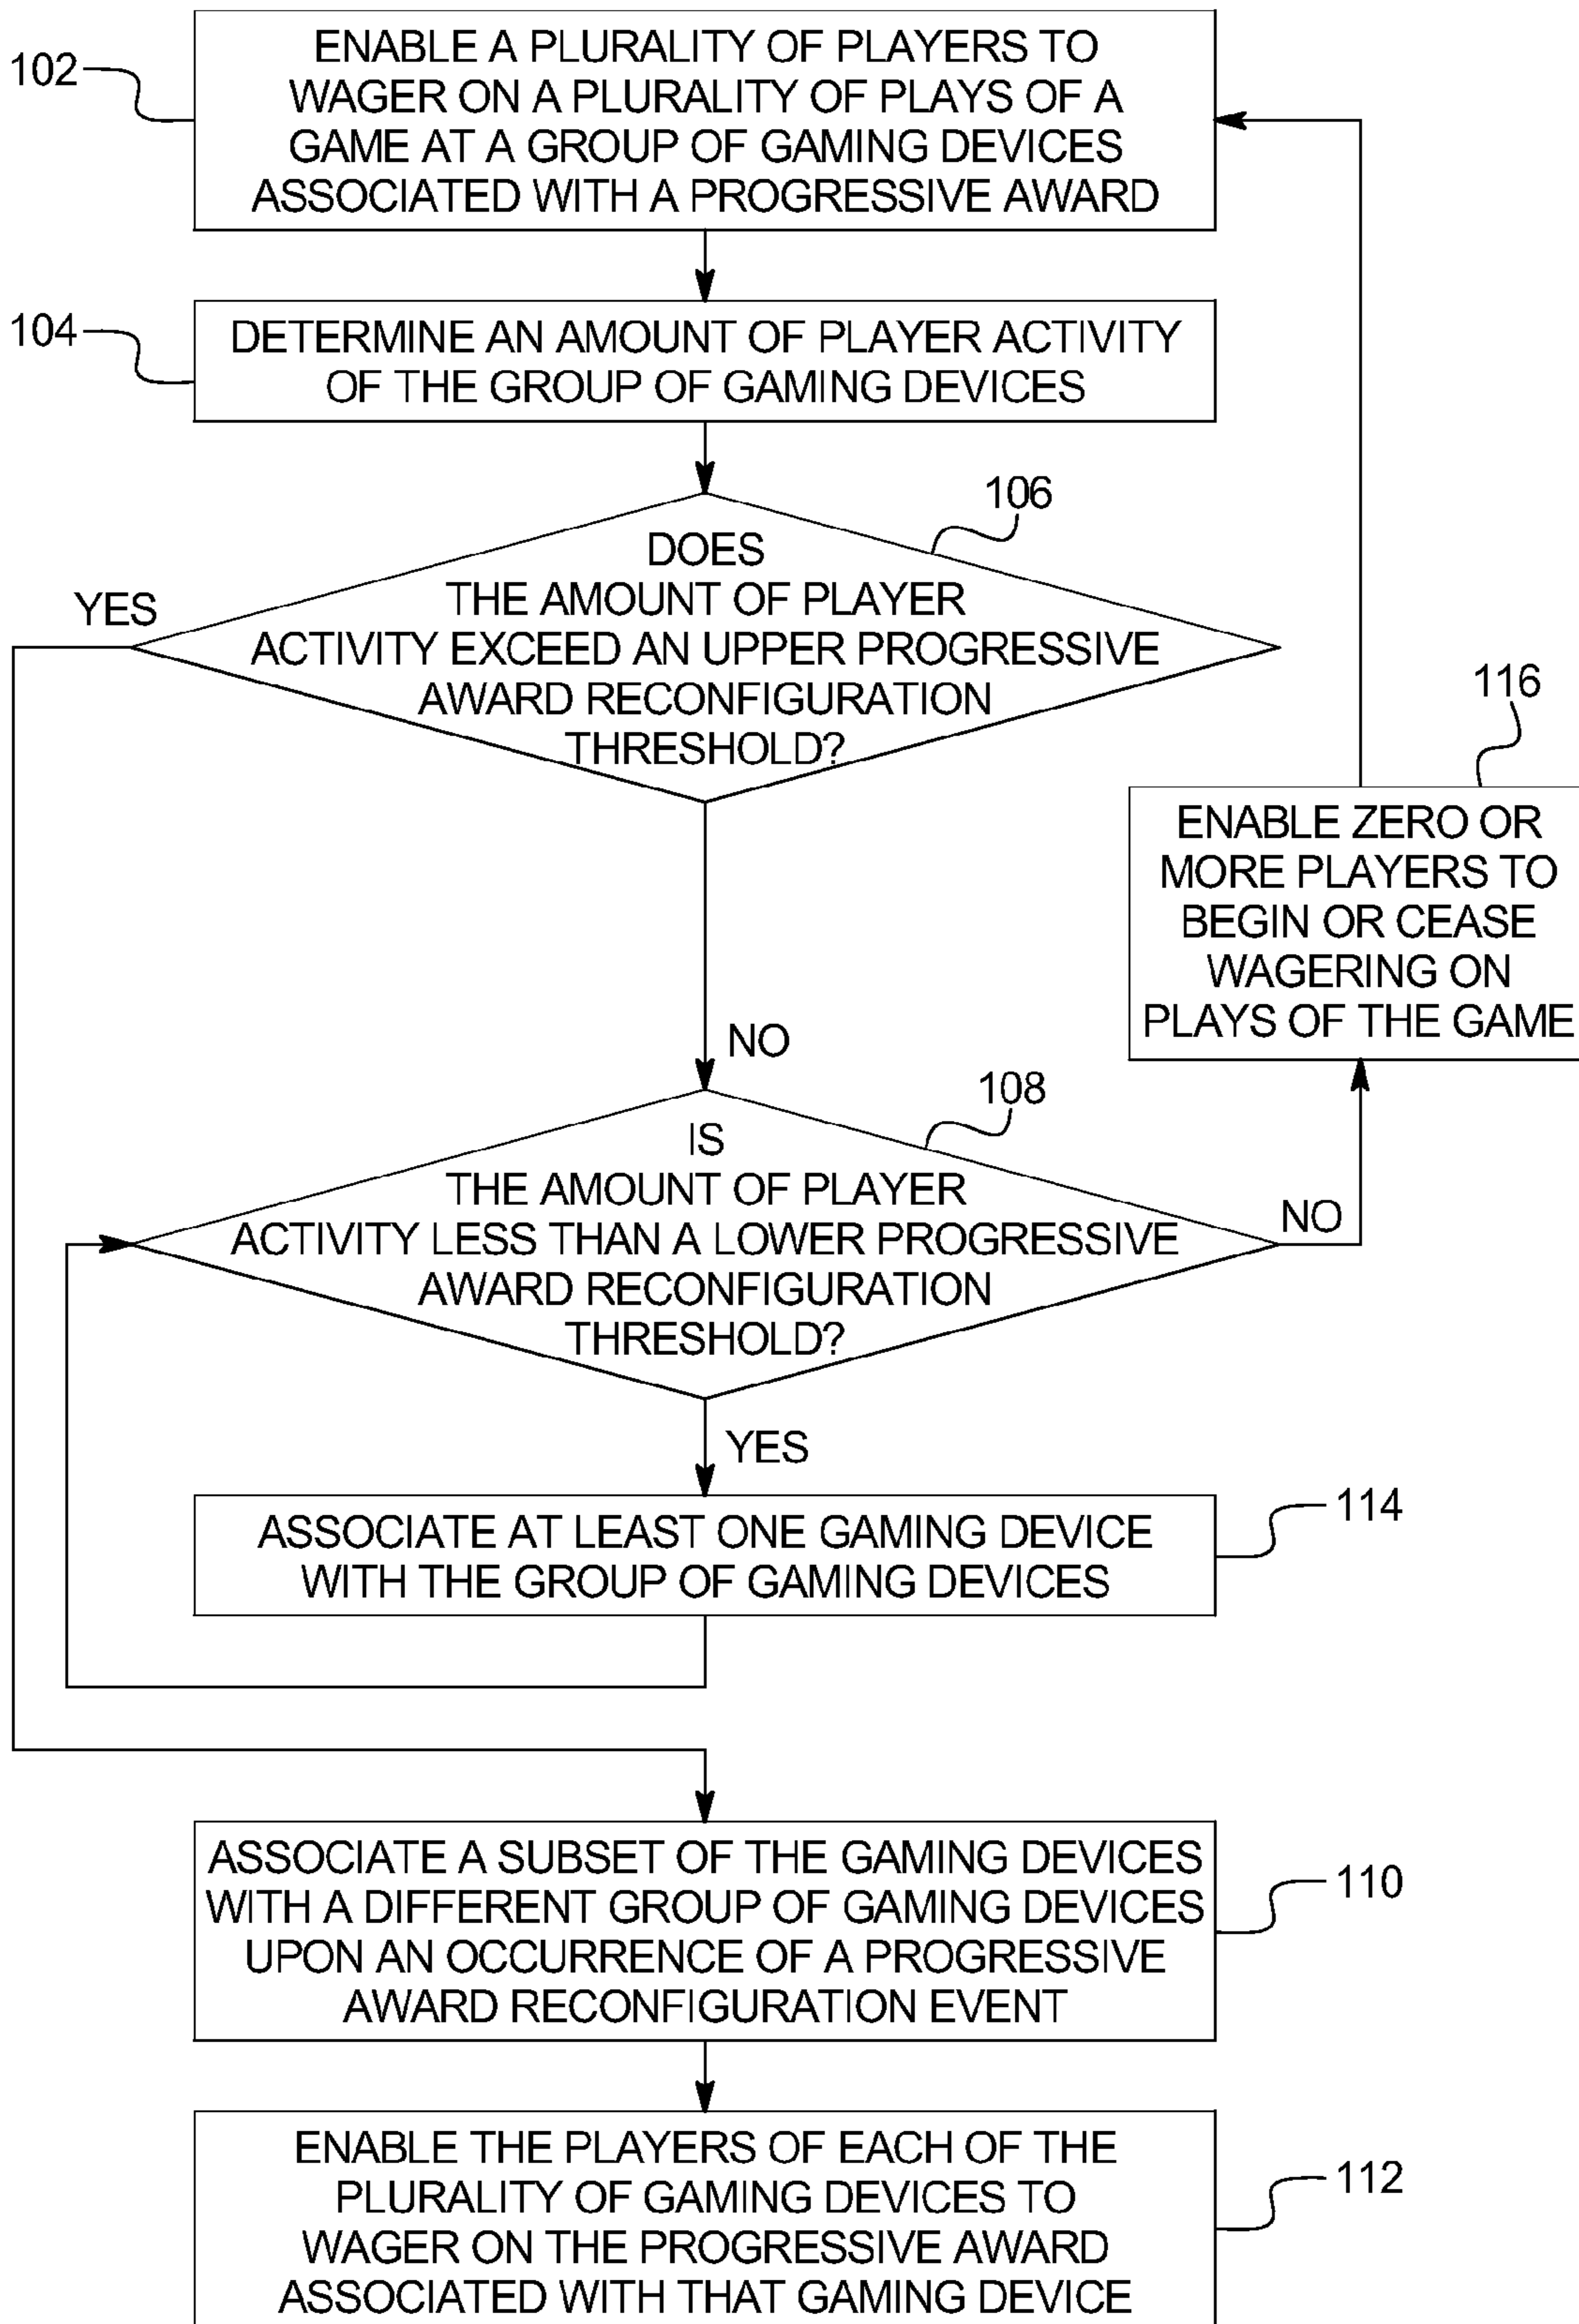 102
ENABLE A PLURALITY OF PLAYERS TO
WAGER ON A PLURALITY OF PLAYS OF A
GAME AT A GROUP OF GAMING DEVICES
ASSOCIATED WITH A PROGRESSIVE AWARD
104
DETERMINE AN AMOUNT OF PLAYER ACTIVITY
OF THE GROUP OF GAMING DEVICES
106
DOES
THE AMOUNT OF PLAYER
ACTIVITY EXCEED AN UPPER PROGRESSIVE
AWARD RECONFIGURATION
THRESHOLD?
YES
NO
116
ENABLE ZERO OR
MORE PLAYERS TO
BEGIN OR CEASE
WAGERING ON
PLAYS OF THE GAME
108
IS
THE AMOUNT OF PLAYER
ACTIVITY LESS THAN A LOWER PROGRESSIVE
AWARD RECONFIGURATION
THRESHOLD?
NO
YES
ASSOCIATE AT LEAST ONE GAMING DEVICE
WITH THE GROUP OF GAMING DEVICES
114
ASSOCIATE A SUBSET OF THE GAMING DEVICES
WITH A DIFFERENT GROUP OF GAMING DEVICES
UPON AN OCCURRENCE OF A PROGRESSIVE
AWARD RECONFIGURATION EVENT
110
ENABLE THE PLAYERS OF EACH OF THE
PLURALITY OF GAMING DEVICES TO
WAGER ON THE PROGRESSIVE AWARD
ASSOCIATED WITH THAT GAMING DEVICE
112